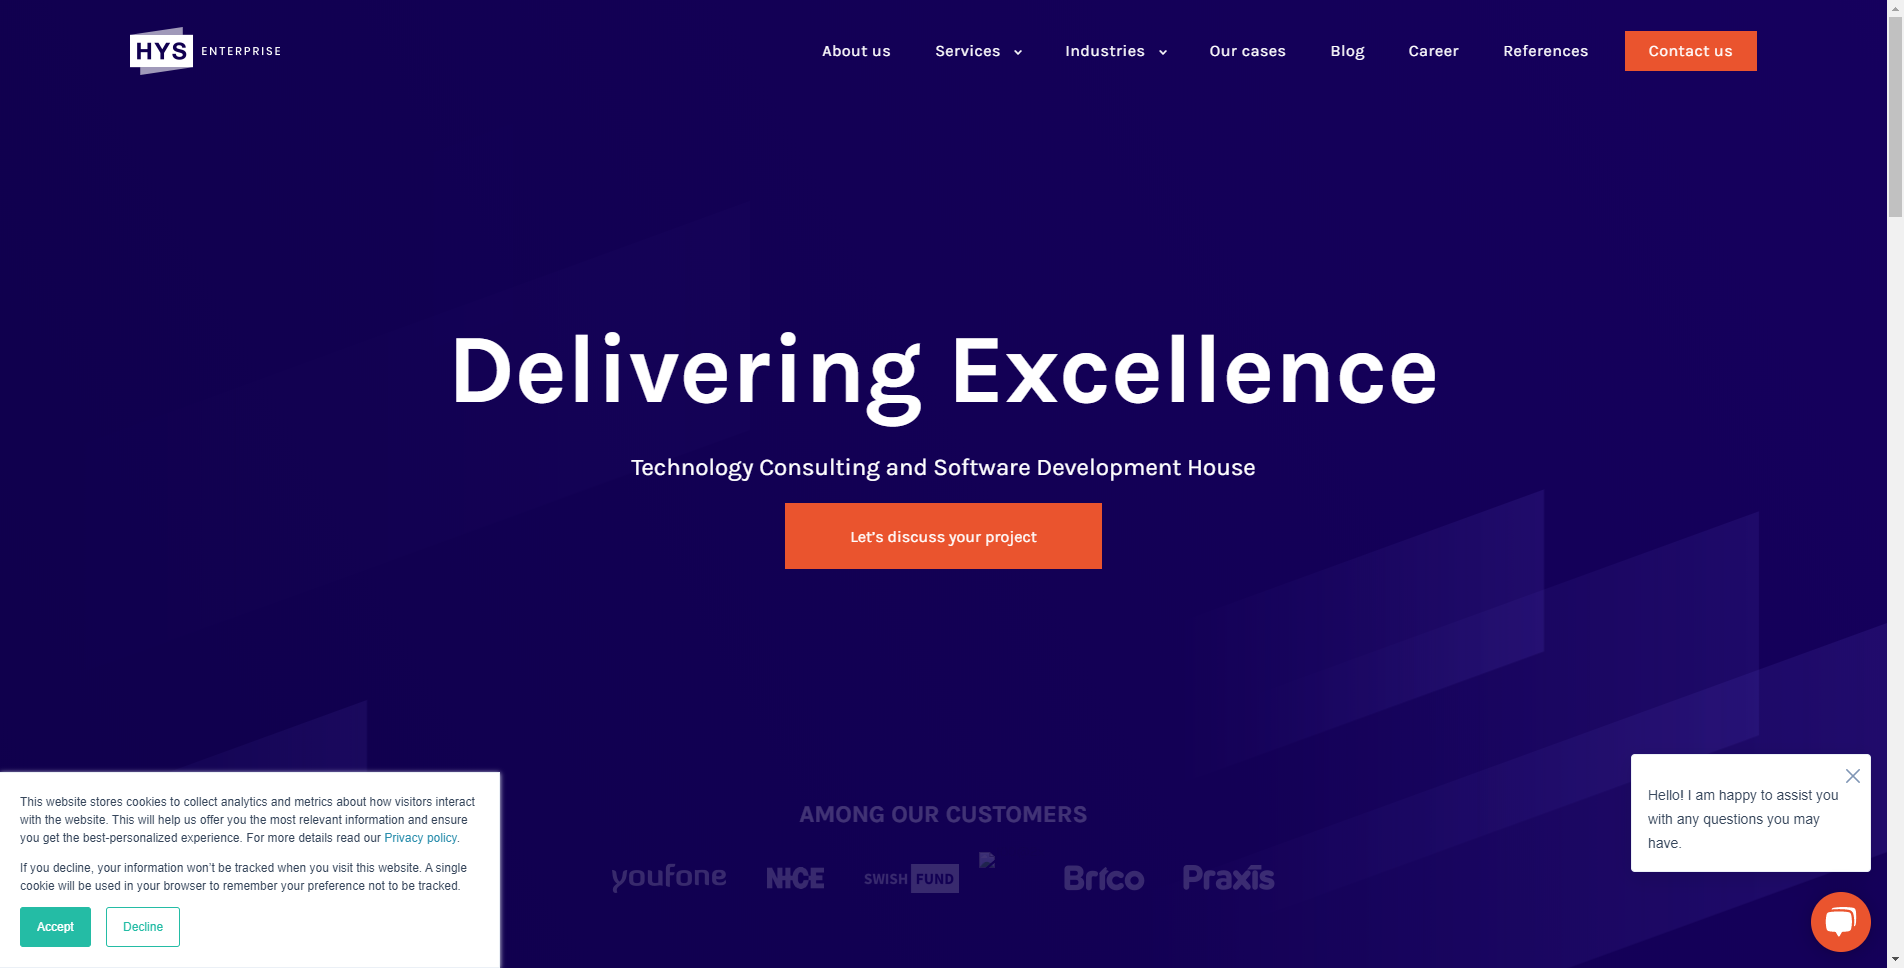 HYS ENTERPRISE
About us Services Industries Our cases Blog Career References Contact us
Delivering Excellence
Technology Consulting and Software Development House
Let's discuss your project
AMONG OUR CUSTOMERS
youfone NICE SWISH FUND Brico Praxis
This website stores cookies to collect analytics and metrics about how visitors interact
with the website. This will help us offer you the most relevant information and ensure
you get the best-personalized experience. For more details read our Privacy policy.
If you decline, your information won't be tracked when you visit this website. A single
cookie will be used in your browser to remember your preference not to be tracked.
Accept Decline
Hello! I am happy to assist you
with any questions you may
have.